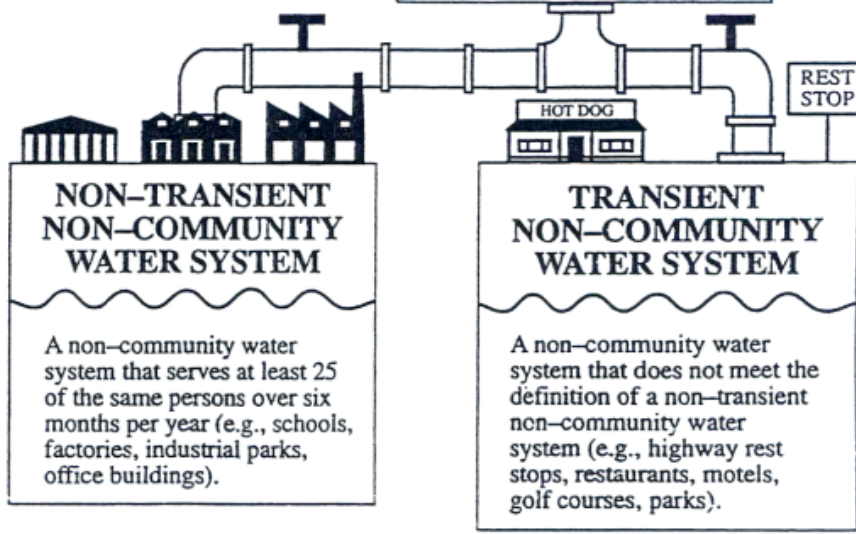 REST
STOP
HOT DOG
NON–TRANSIENT
NON–COMMUNITY
WATER SYSTEM
A non–community water
system that serves at least 25
of the same persons over six
months per year (e.g., schools,
factories, industrial parks,
office buildings).
TRANSIENT
NON–COMMUNITY
WATER SYSTEM
A non–community water
system that does not meet the
definition of a non–transient
non–community water
system (e.g., highway rest
stops, restaurants, motels,
golf courses, parks).